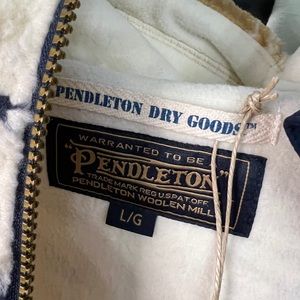 PENDLETON DRY GOODS™
WARRANTED TO BE A
"PENDLETON"
TRADE MARK REG U.S. PAT. OFF.
PENDLETON WOOLEN MILLS
L/G